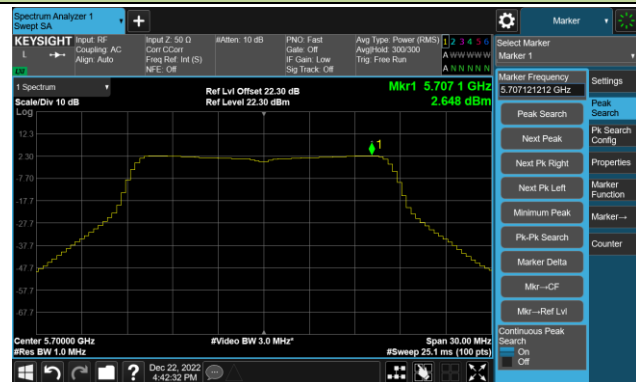 Spectrum Analyzer 1
Swept SA
KEYSIGHT
L
LW
Input: RF
Coupling: AC
Align: Auto
Input Z: 50 Ω
Corr CCorr
Freq Ref: Int (S)
NFE: Off
#Atten: 10 dB
PNO: Fast
Gate: Off
IF Gain: Low
Sig Track: Off
Avg Type: Power (RMS)
Avg|Hold: 300/300
Trig: Free Run
1 2 3 4 5 6
A W W W W W
A N N N N N
1 Spectrum
Scale/Div 10 dB
Log
Ref Lvl Offset 22.30 dB
Ref Level 22.30 dBm
Mkr1 5.707 1 GHz
2.648 dBm
12.3
2.30
-7.70
-17.7
-27.7
-37.7
-47.7
-57.7
-67.7
1
Center 5.70000 GHz
#Res BW 1.0 MHz
#Video BW 3.0 MHz*
Span 30.00 MHz
#Sweep 25.1 ms (100 pts)
Dec 22, 2022
4:42:32 PM
?
Marker
Select Marker
Marker 1
Marker Frequency
5.707121212 GHz
Peak Search
Next Peak
Next Pk Right
Next Pk Left
Minimum Peak
Pk-Pk Search
Marker Delta
Mkr→CF
Mkr→Ref Lvl
Continuous Peak
Search
On
Off
Settings
Peak
Search
Pk Search
Config
Properties
Marker
Function
Marker→
Counter